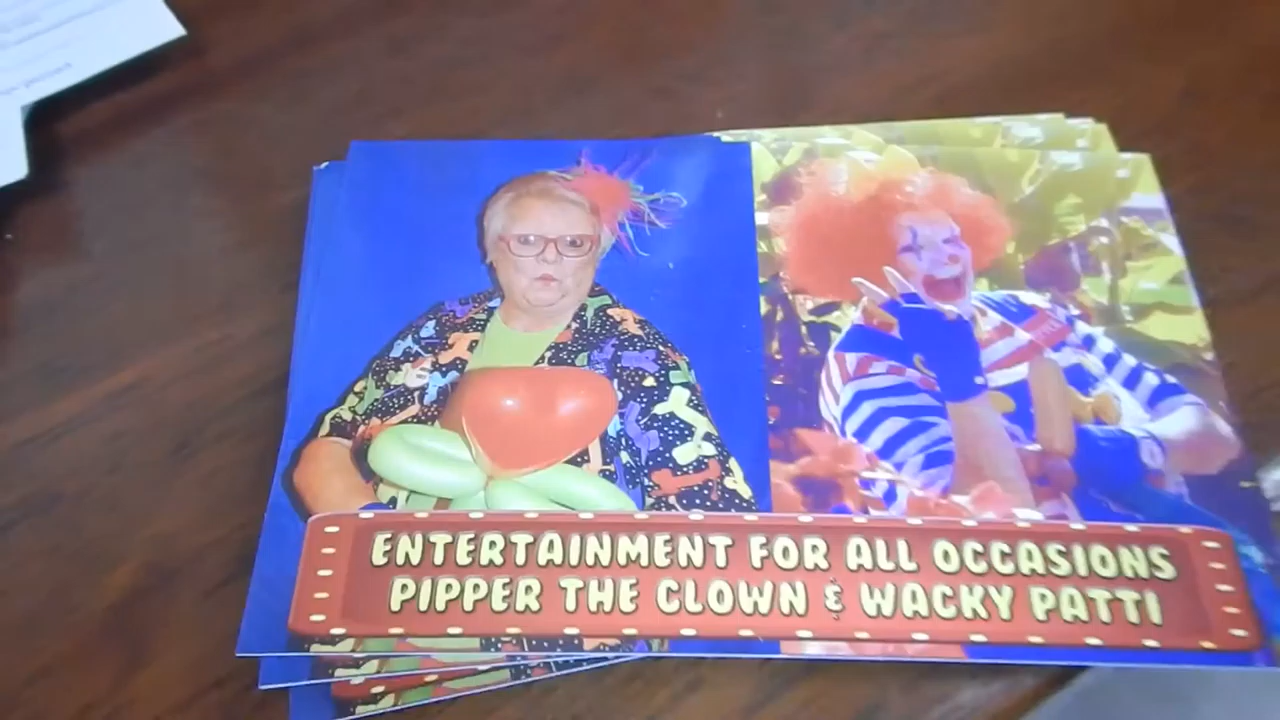 ENTERTAINMENT FOR ALL OCCASIONS
PIPPER THE CLOWN & WACKY PATTI